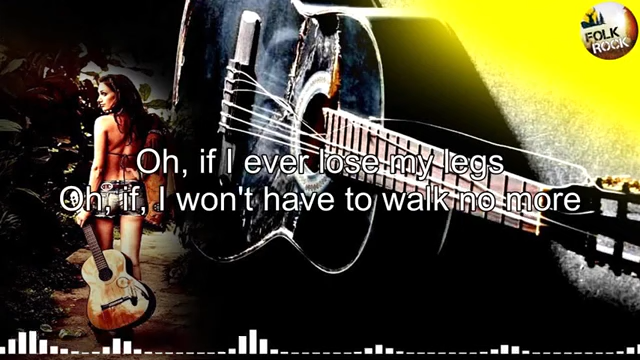 FOLK
ROCK
Oh, if I ever lose my legs
Oh, if, I won't have to walk no more